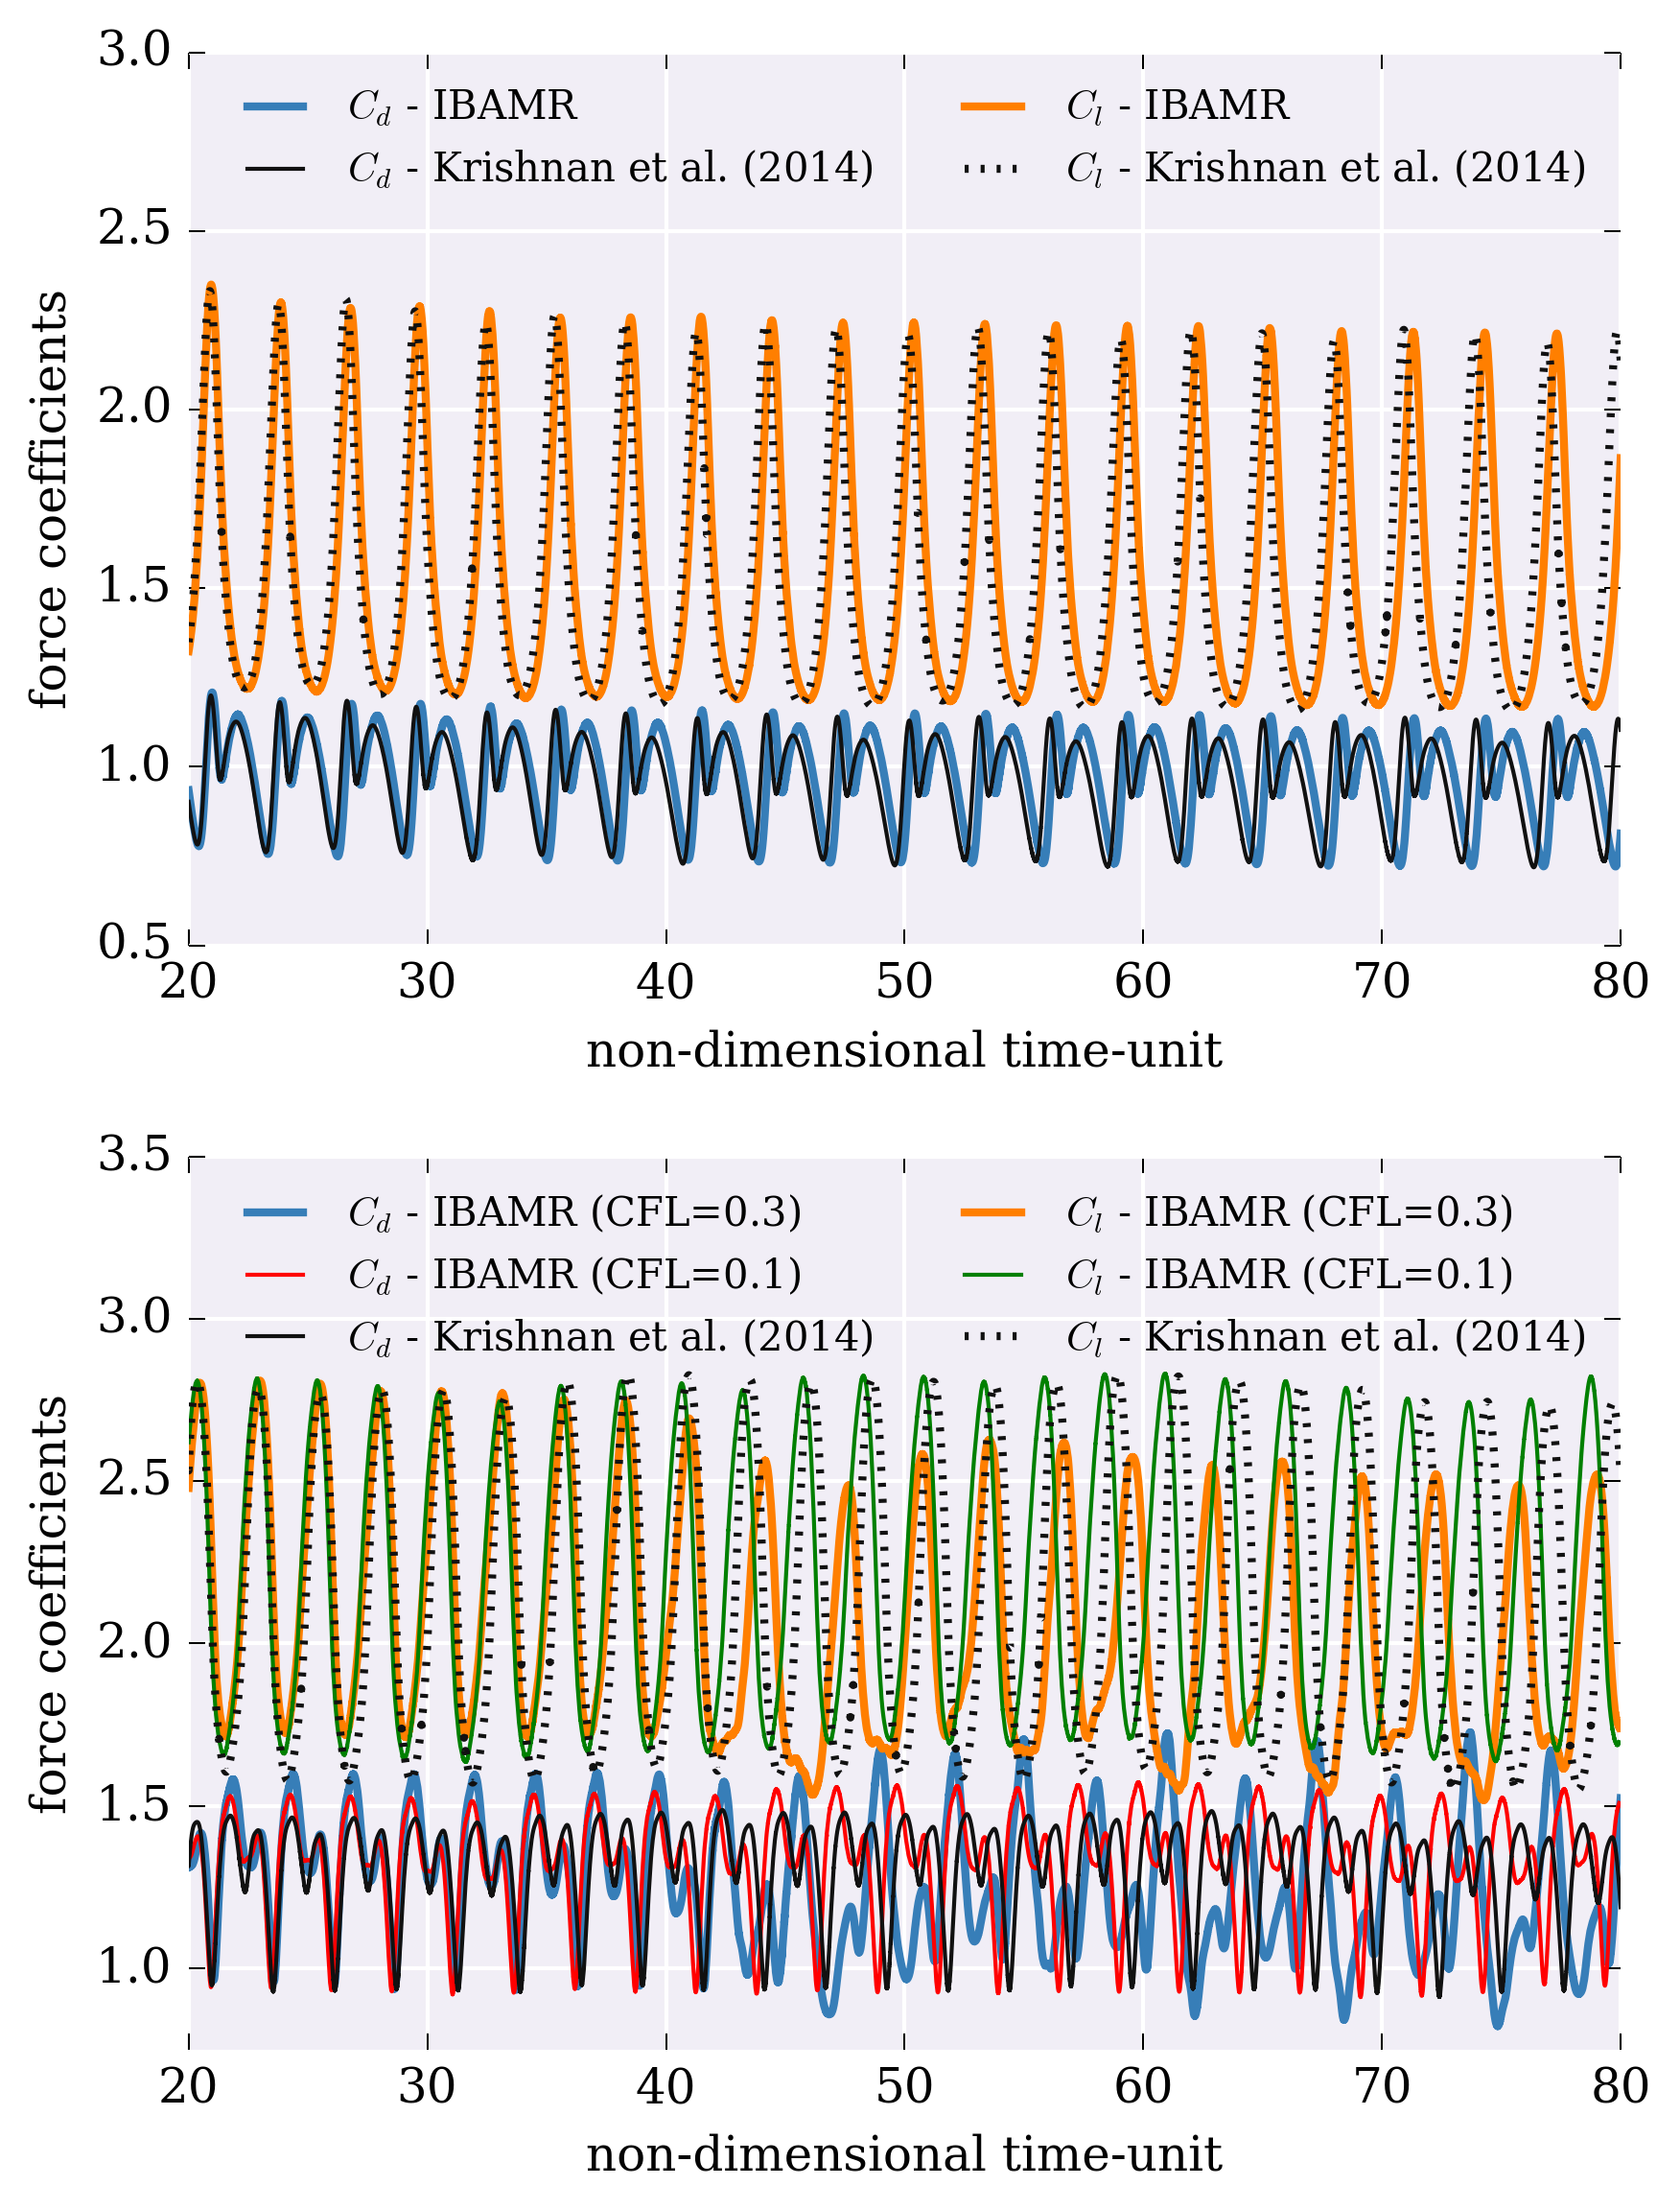 3.0
C_d - IBAMR C_l - IBAMR
C_d - Krishnan et al. (2014) C_l - Krishnan et al. (2014)
2.5
2.0
1.5
1.0
0.5
force coefficients
20 30 40 50 60 70 80
non-dimensional time-unit
3.5
C_d - IBAMR (CFL=0.3) C_l - IBAMR (CFL=0.3)
C_d - IBAMR (CFL=0.1) C_l - IBAMR (CFL=0.1)
3.0
C_d - Krishnan et al. (2014) C_l - Krishnan et al. (2014)
2.5
2.0
1.5
1.0
force coefficients
20 30 40 50 60 70 80
non-dimensional time-unit